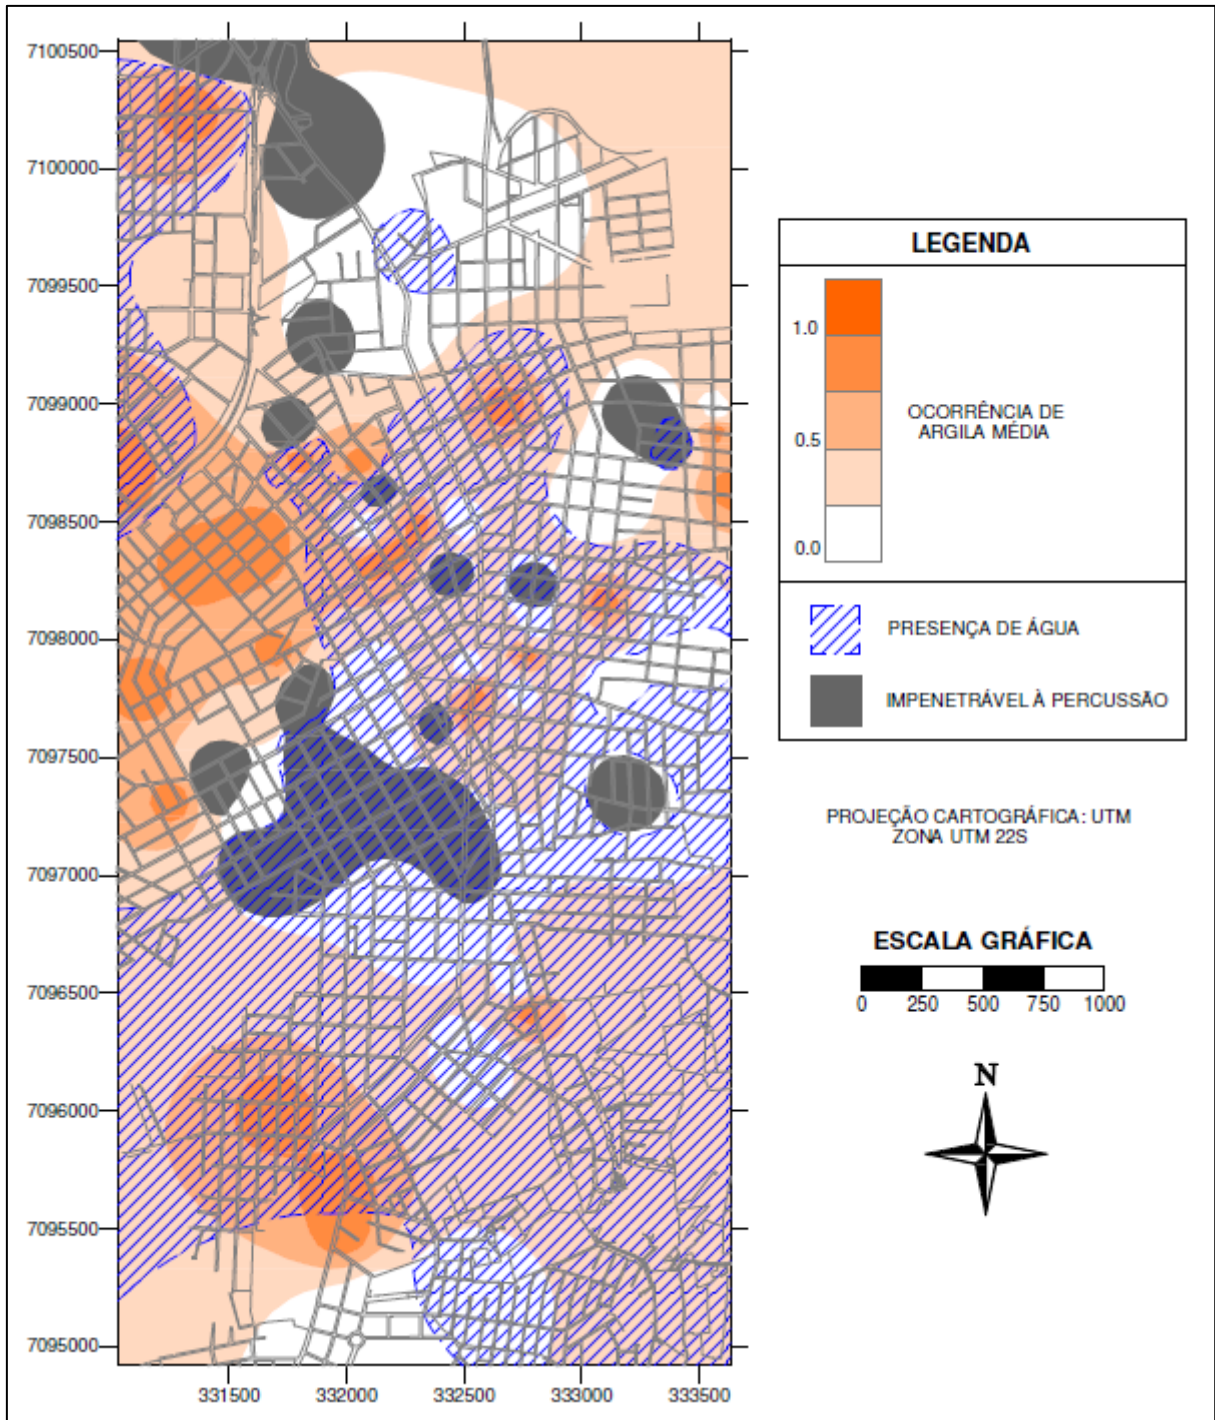 7100500
7100000
7099500
7099000
7098500
7098000
7097500
7097000
7096500
7096000
7095500
7095000
331500 332000 332500 333000 333500
LEGENDA
1.0
0.5
0.0
OCORRÊNCIA DE
ARGILA MÉDIA
PRESENÇA DE ÁGUA
IMPENETRÁVEL À PERCUSSÃO
PROJEÇÃO CARTOGRÁFICA: UTM
ZONA UTM 22S
ESCALA GRÁFICA
0 250 500 750 1000
N